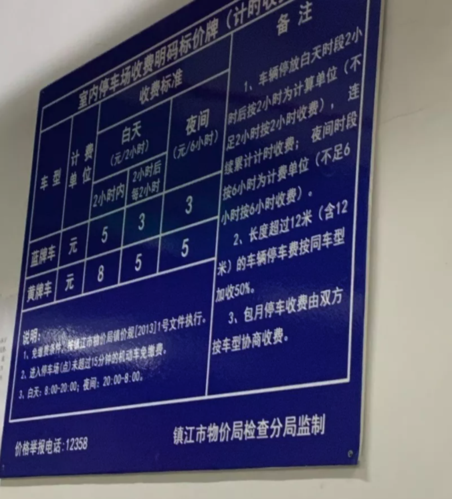 室内停车场收费明码标价牌（计时收费
车型
计费单位
收费标准
白天
（元/2小时）
夜间
（元/6小时）
2小时内
2小时后
每2小时
蓝牌车 元 5 3 3
黄牌车 元 8 5 5
说明：
1、免缴费条件，按镇江市物价局镇价服[2013]1号文件执行。
2、进入停车场(点)未超过15分钟的机动车免缴费。
3、白天：8:00-20:00；夜间：20:00-8:00。
备注
1、车辆停放白天时段2小
时后按2小时为计算单位（不
足2小时按2小时收费），连
续累计计时收费；夜间时段
按6小时为计费单位（不足6
小时按6小时收费）。
2、长度超过12米（含12
米）的车辆停车费按同车型
加收50%。
3、包月停车收费由双方
按车型协商收费。
价格举报电话：12358
镇江市物价局检查分局监制